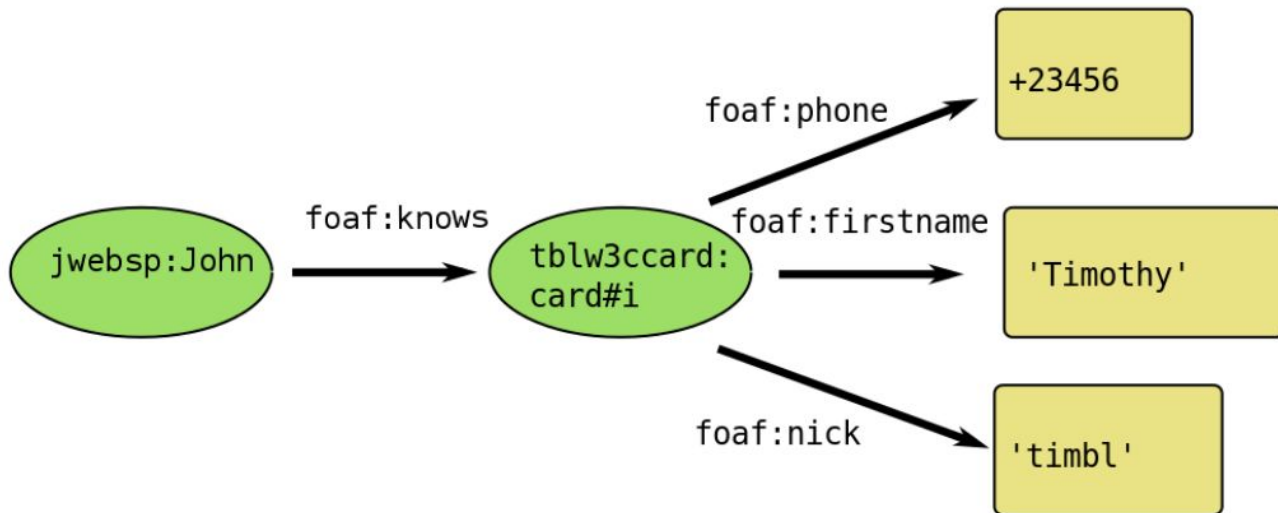 +23456
foaf:phone
foaf:knows
foaf:firstname
jwebsp:John
tblw3ccard:
card#i
'Timothy'
foaf:nick
'timbl'